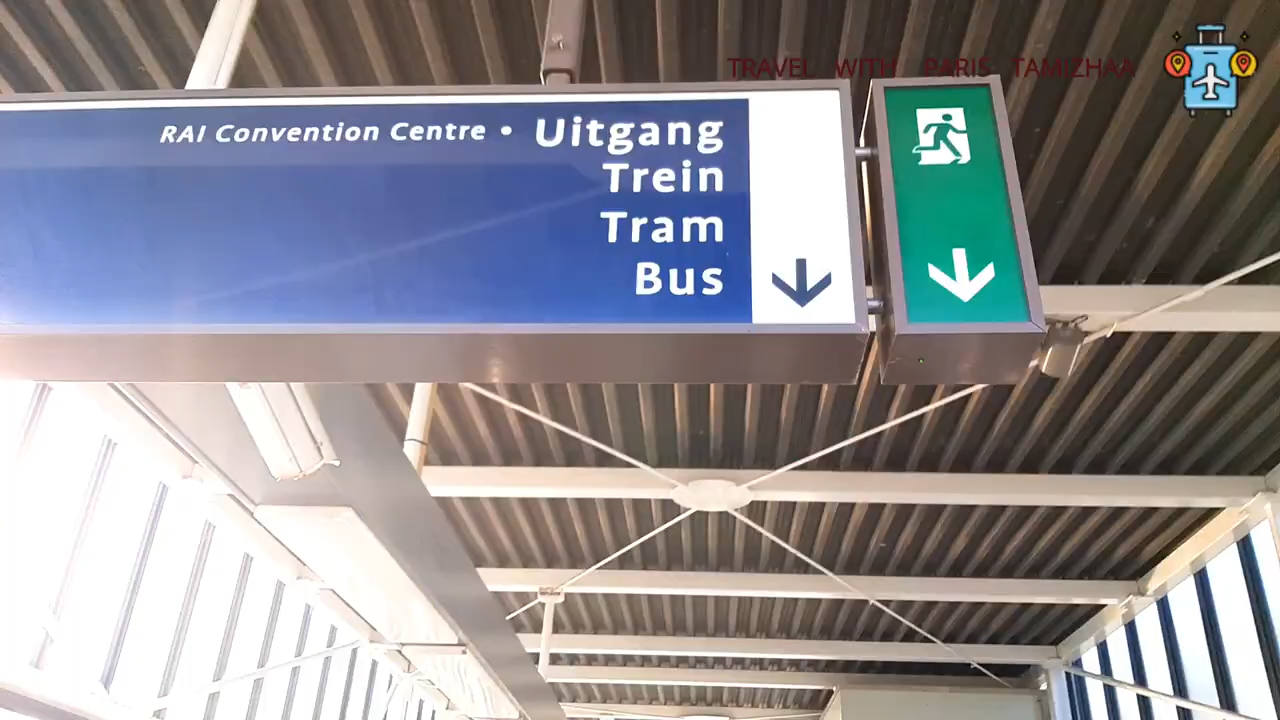 TRAVEL WITH PARIS TAMIZHAA
RAI Convention Centre • Uitgang
Trein
Tram
Bus